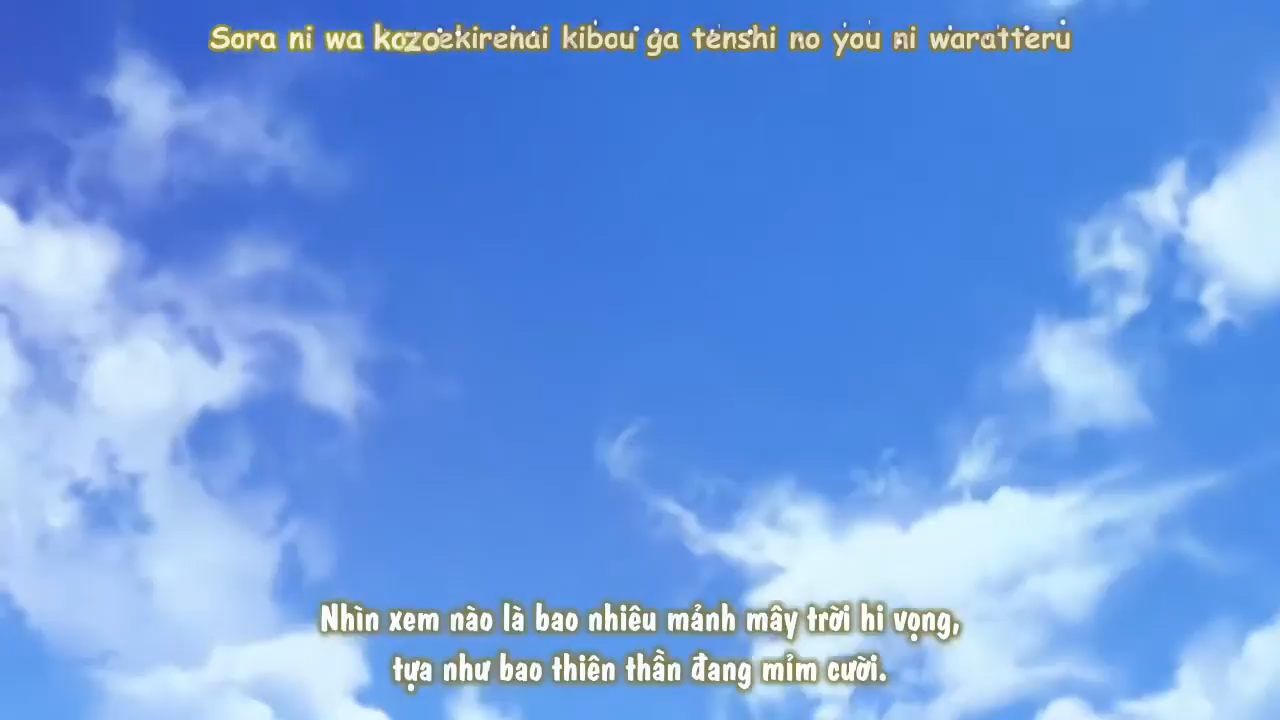 Sora ni wa kazoekirenai kibou ga tenshi no you ni waratteru
Nhìn xem nào là bao nhiêu mảnh mây trời hi vọng,
tựa như bao thiên thần đang mỉm cười.